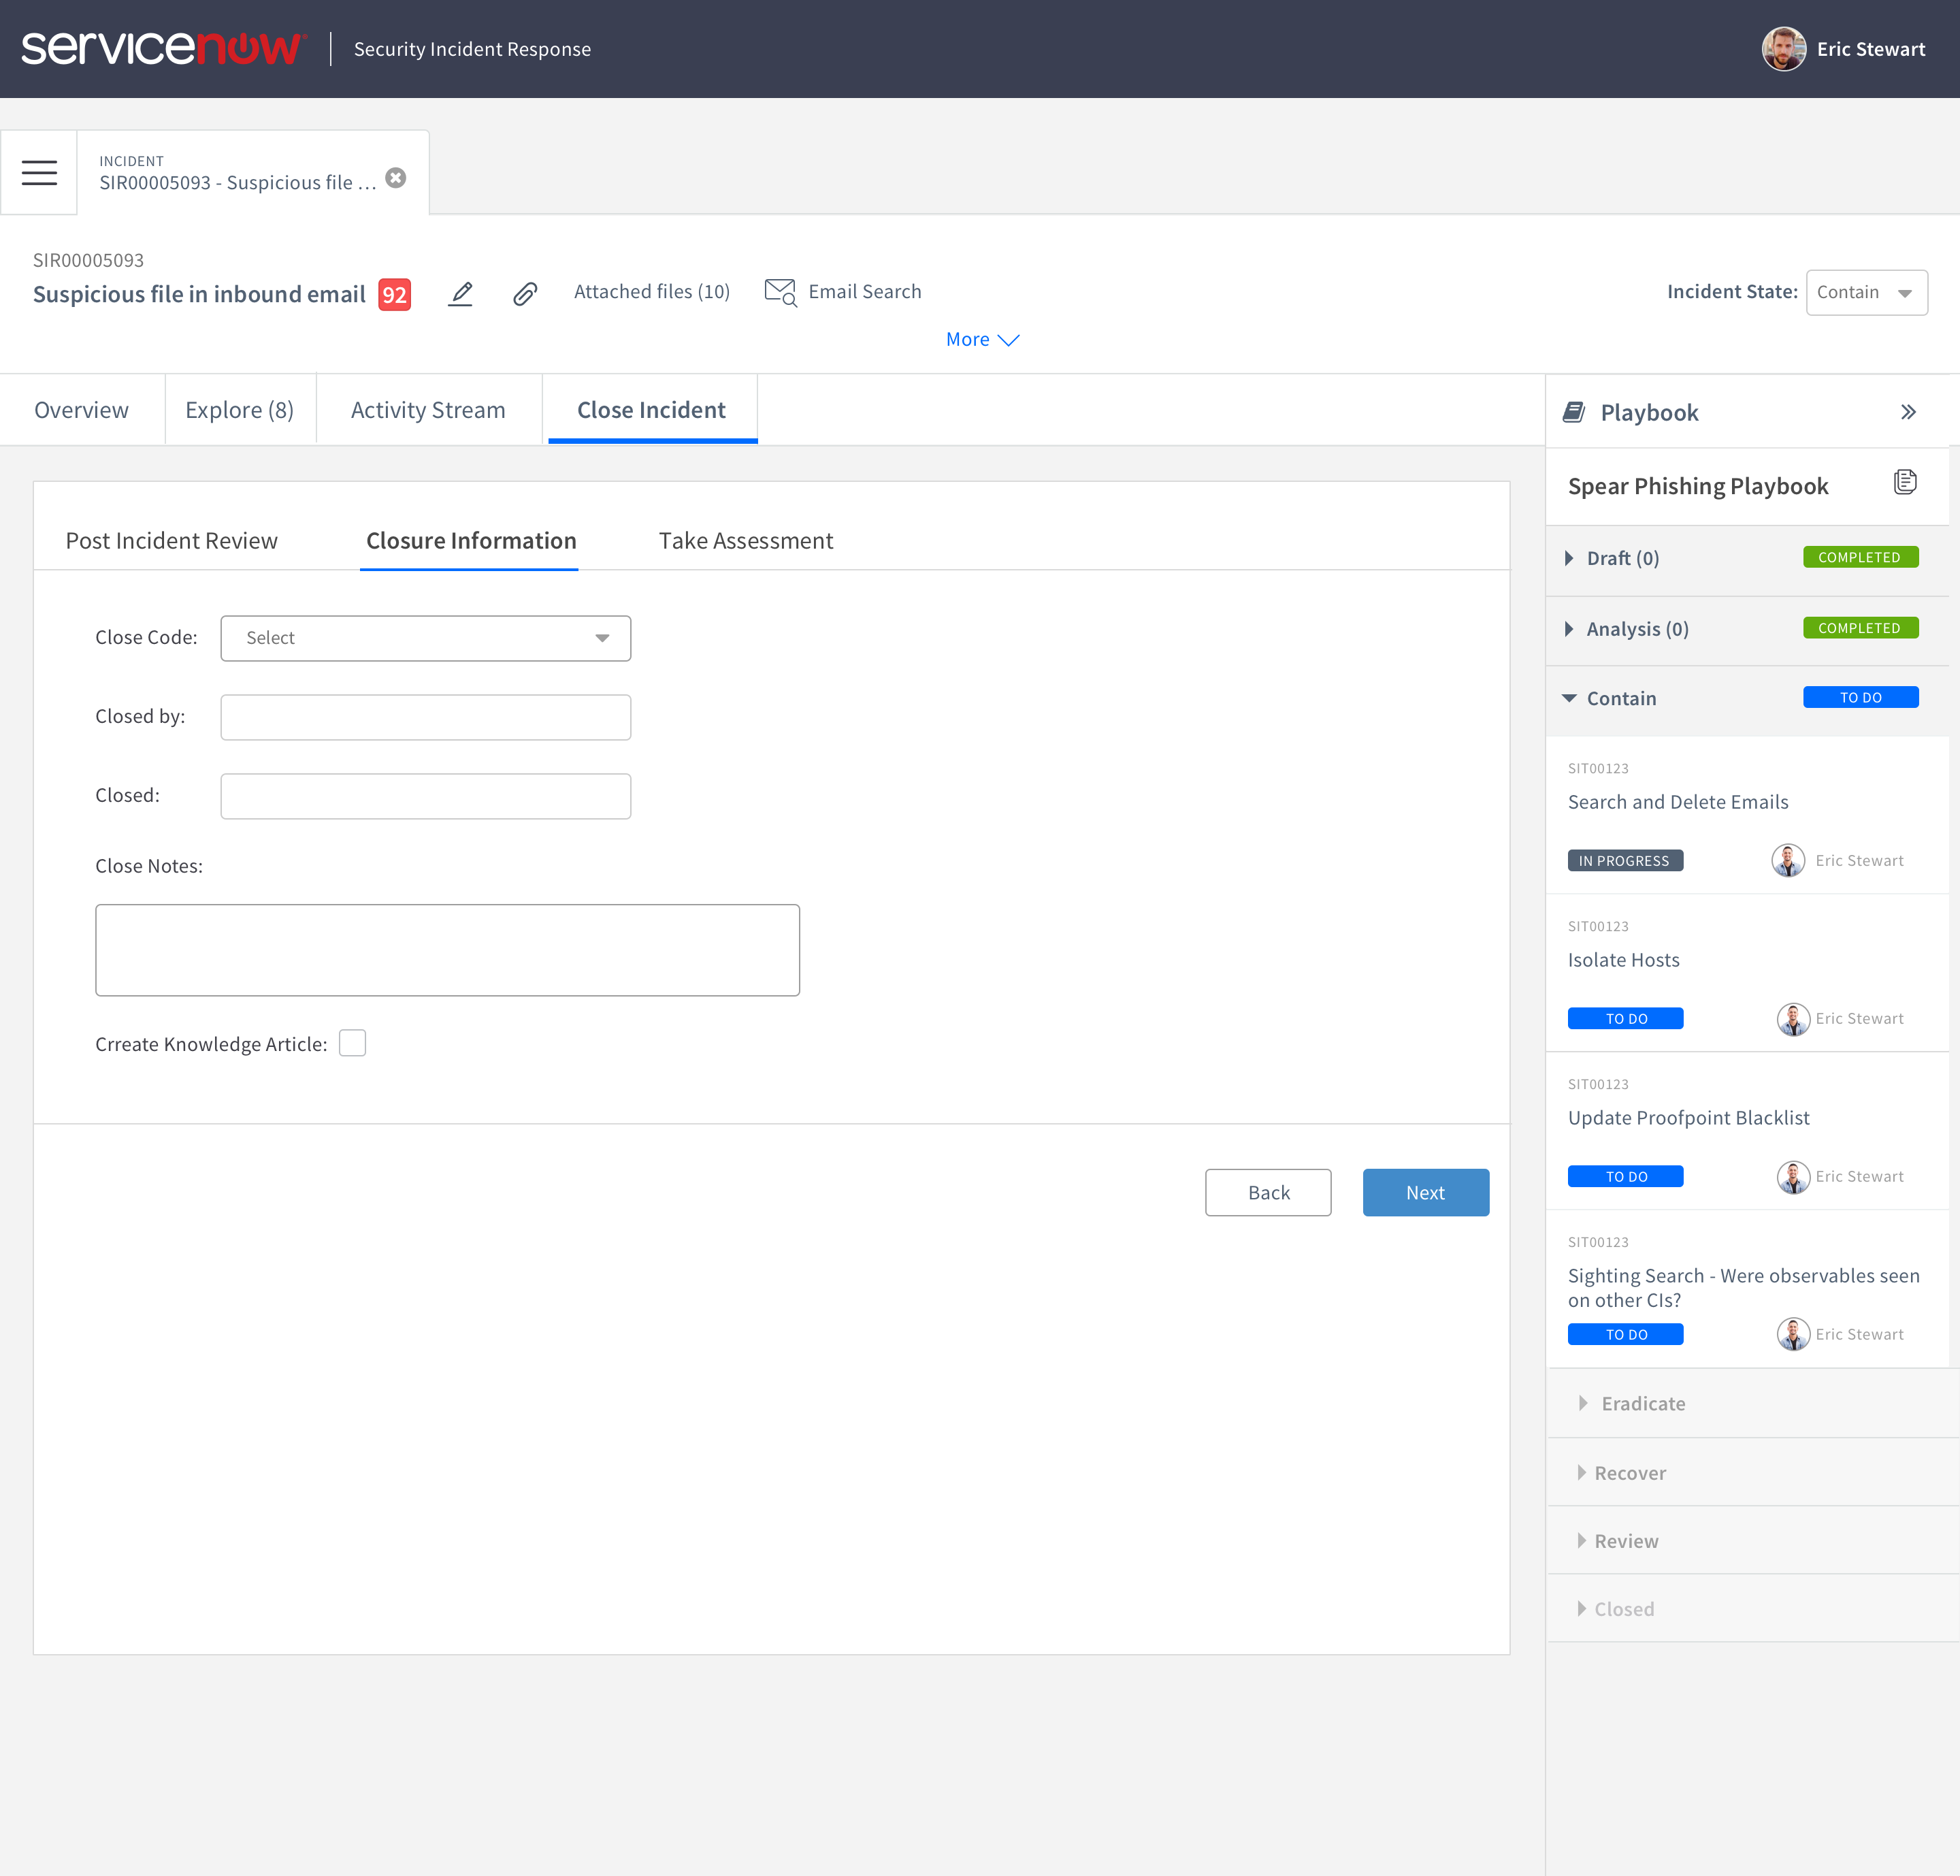 servicenow
Security Incident Response
Eric Stewart
INCIDENT
SIR00005093 - Suspicious file ...
SIR00005093
Suspicious file in inbound email 92
Attached files (10)
Email Search
Incident State: Contain
More
Overview
Explore (8)
Activity Stream
Close Incident
Post Incident Review
Closure Information
Take Assessment
Close Code: Select
Closed by:
Closed:
Close Notes:
Crreate Knowledge Article:
Back
Next
Playbook
Spear Phishing Playbook
Draft (0) COMPLETED
Analysis (0) COMPLETED
Contain TO DO
SIT00123
Search and Delete Emails
IN PROGRESS Eric Stewart
SIT00123
Isolate Hosts
TO DO Eric Stewart
SIT00123
Update Proofpoint Blacklist
TO DO Eric Stewart
SIT00123
Sighting Search - Were observables seen
on other CIs?
TO DO Eric Stewart
Eradicate
Recover
Review
Closed